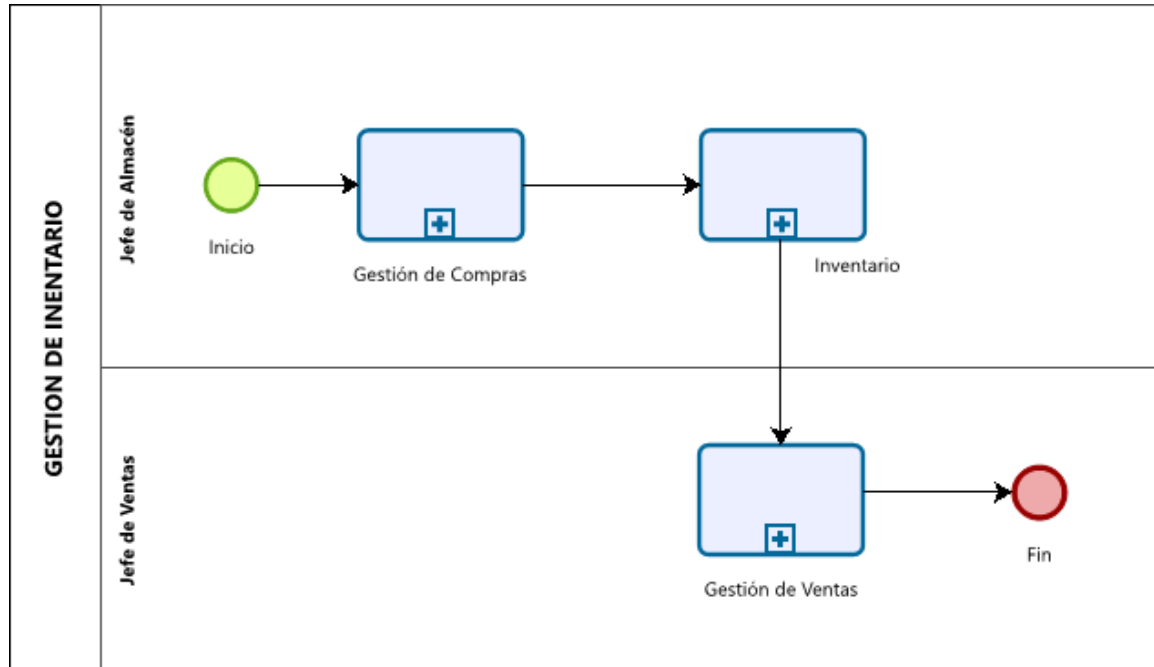 GESTION DE INENTARIO
Jefe de Almacén
Inicio
Gestión de Compras
Inventario
Jefe de Ventas
Gestión de Ventas
Fin